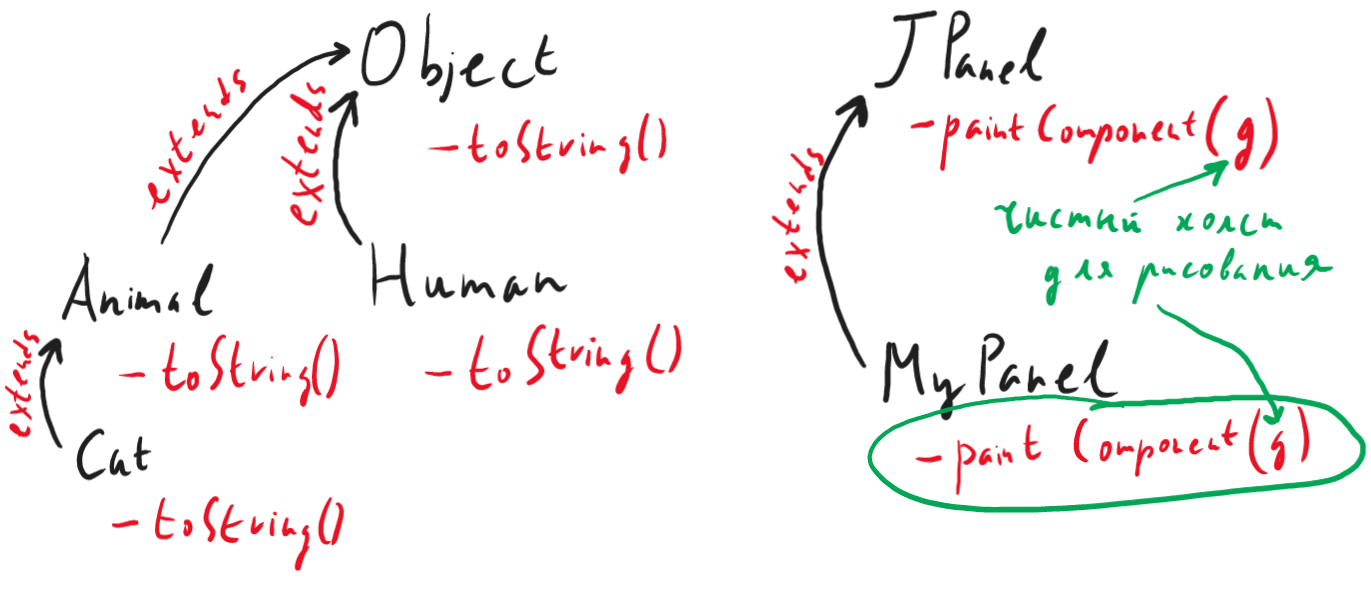 Object
extends
extends
-toString()
Animal
Human
-toString()
-toString()
extends
Cat
-toString()
JPanel
-paintComponent(g)
extends
чистый холст
для рисования
MyPanel
-paintComponent(g)